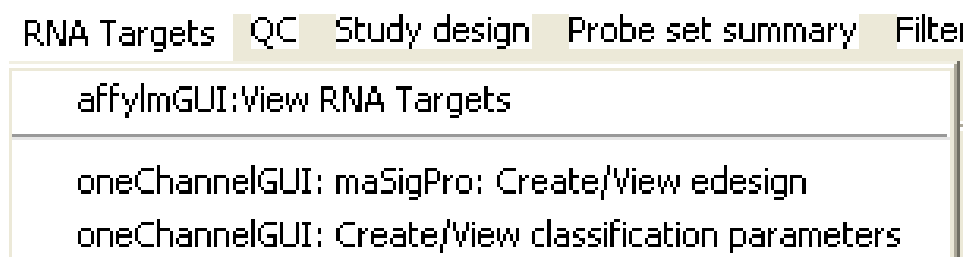 RNA Targets QC Study design Probe set summary Filter
affylmGUI:View RNA Targets
oneChannelGUI: maSigPro: Create/View edesign
oneChannelGUI: Create/View classification parameters